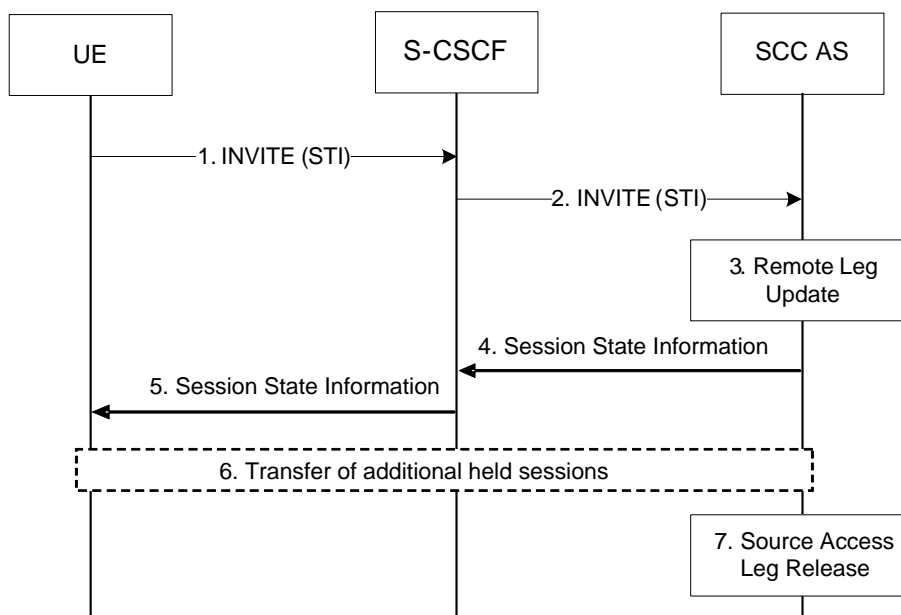 UE
S-CSCF
SCC AS
1. INVITE (STI)
2. INVITE (STI)
3. Remote Leg
Update
4. Session State Information
5. Session State Information
6. Transfer of additional held sessions
7. Source Access
Leg Release